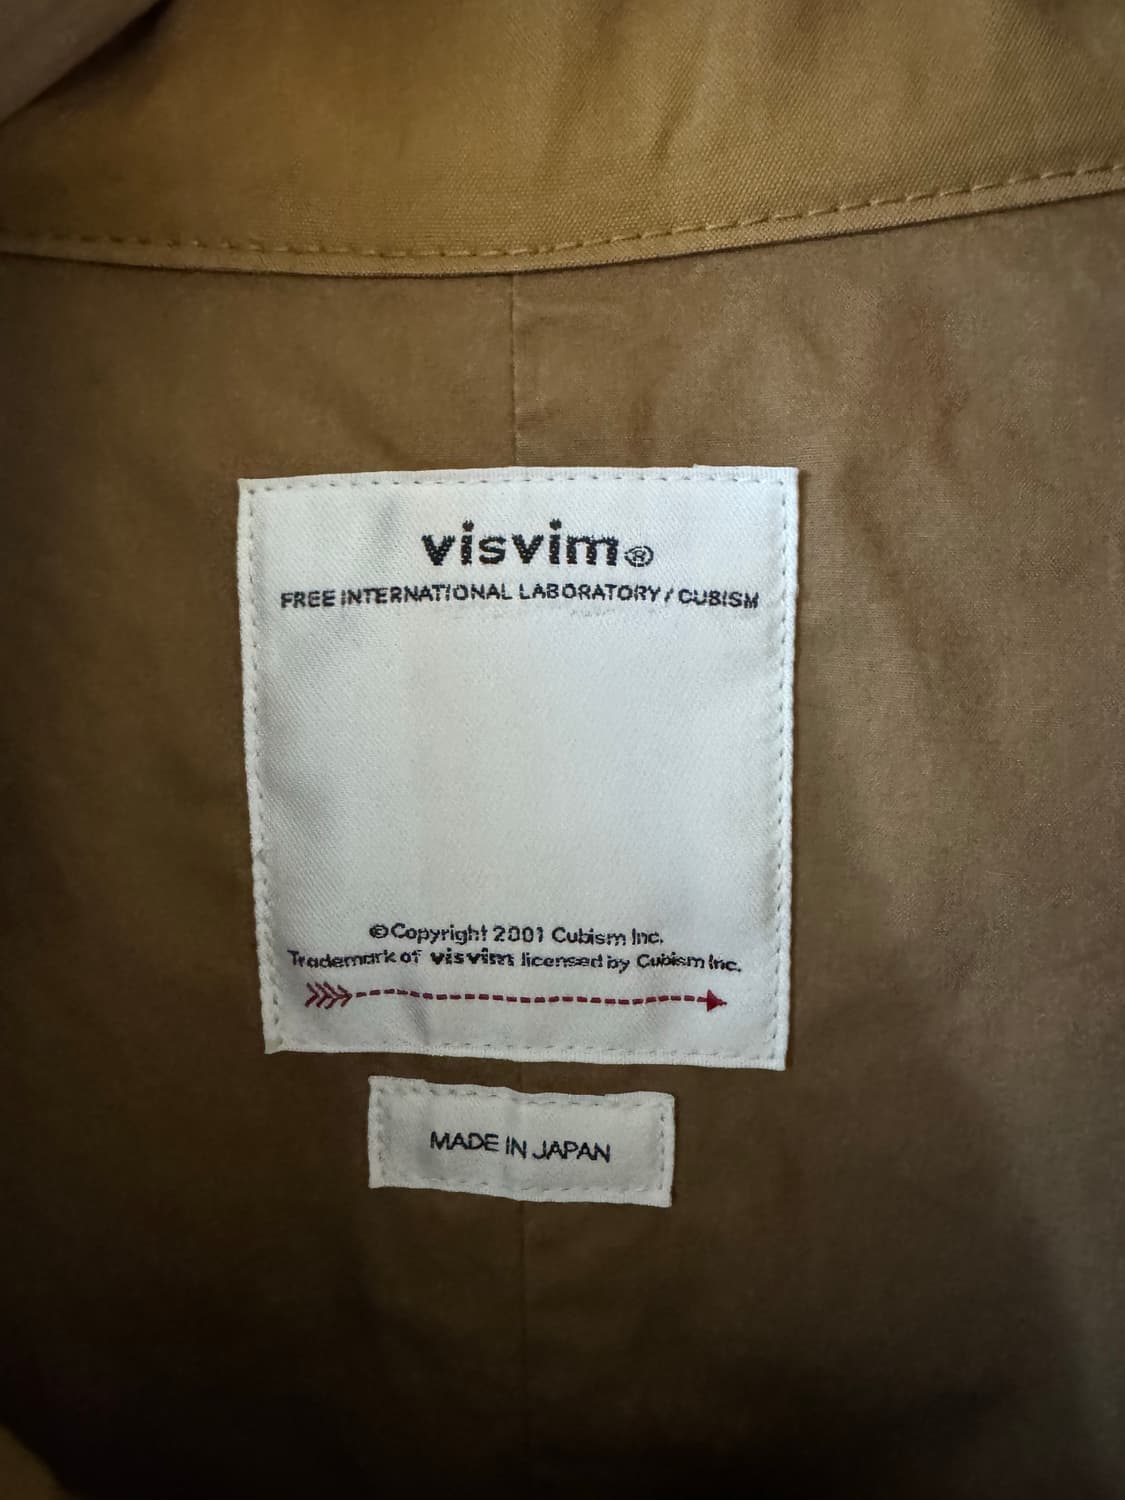 visvim®
FREE INTERNATIONAL LABORATORY / CUBISM
©Copyright 2001 Cubism Inc.
Trademark of visvim licensed by Cubism Inc.
MADE IN JAPAN